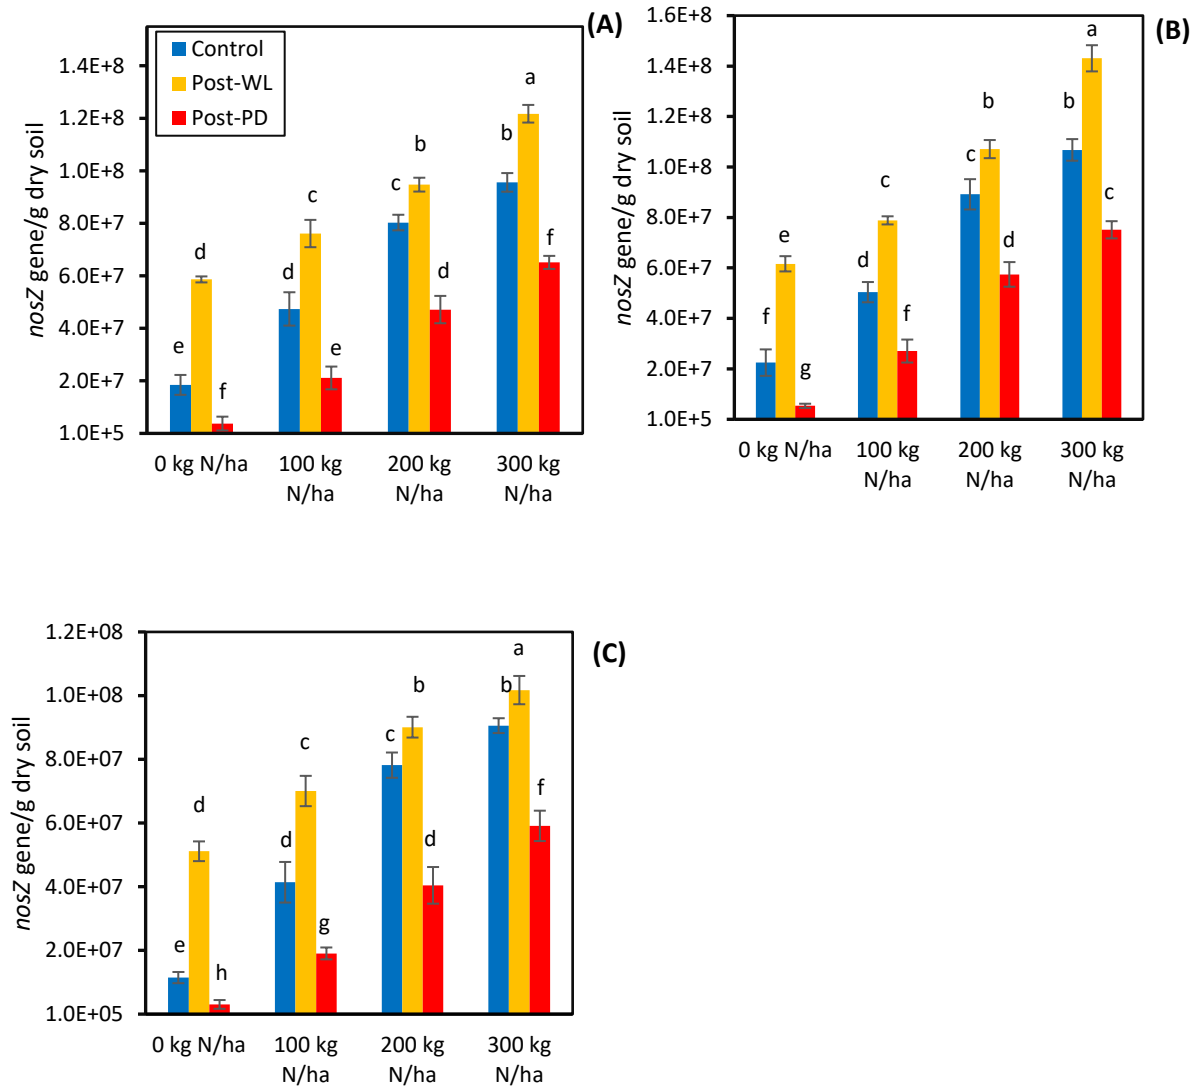 (A)
Control
Post-WL
Post-PD
nosZ gene/g dry soil
1.4E+8
1.2E+8
1.0E+8
8.0E+7
6.0E+7
4.0E+7
2.0E+7
1.0E+5
e
d
f
d
c
e
c
b
d
b
a
f
0 kg N/ha
100 kg
N/ha
200 kg
N/ha
300 kg
N/ha
(B)
nosZ gene/g dry soil
1.6E+8
1.4E+8
1.2E+8
1.0E+8
8.0E+7
6.0E+7
4.0E+7
2.0E+7
1.0E+5
f
e
g
d
c
f
c
b
d
b
a
c
0 kg N/ha
100 kg
N/ha
200 kg
N/ha
300 kg
N/ha
(C)
nosZ gene/g dry soil
1.2E+08
1.0E+08
8.0E+07
6.0E+07
4.0E+07
2.0E+07
1.0E+05
e
d
h
d
c
g
c
b
d
b
a
f
0 kg N/ha
100 kg
N/ha
200 kg
N/ha
300 kg
N/ha